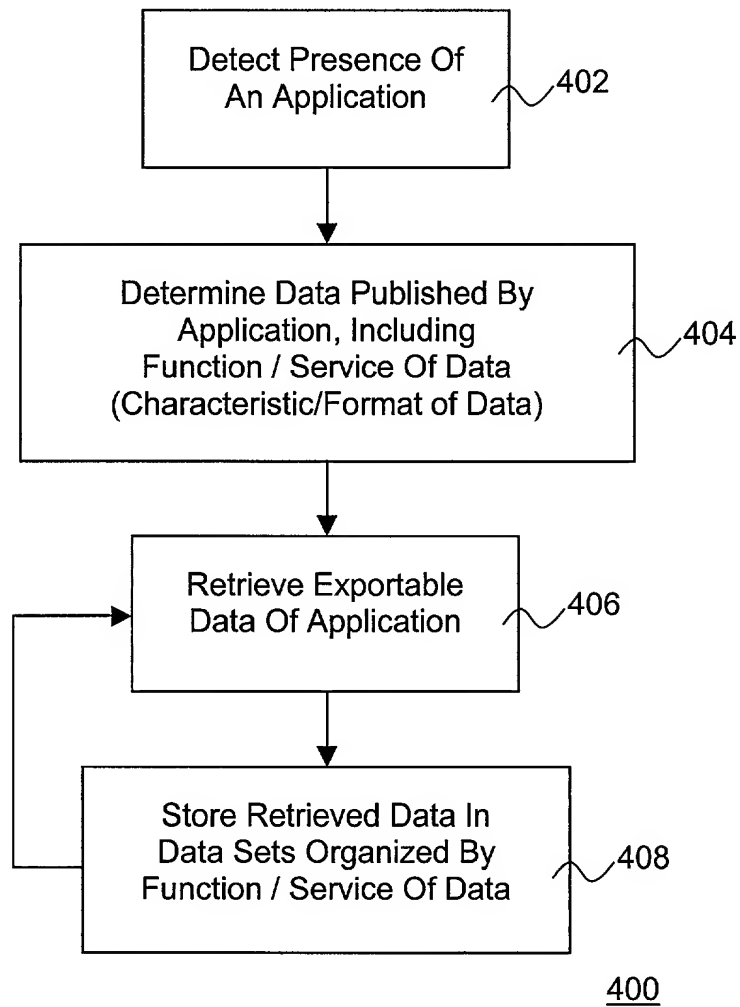 Detect Presence Of
An Application
402
Determine Data Published By
Application, Including
Function / Service Of Data
(Characteristic/Format of Data)
404
Retrieve Exportable
Data Of Application
406
Store Retrieved Data In
Data Sets Organized By
Function / Service Of Data
408
400